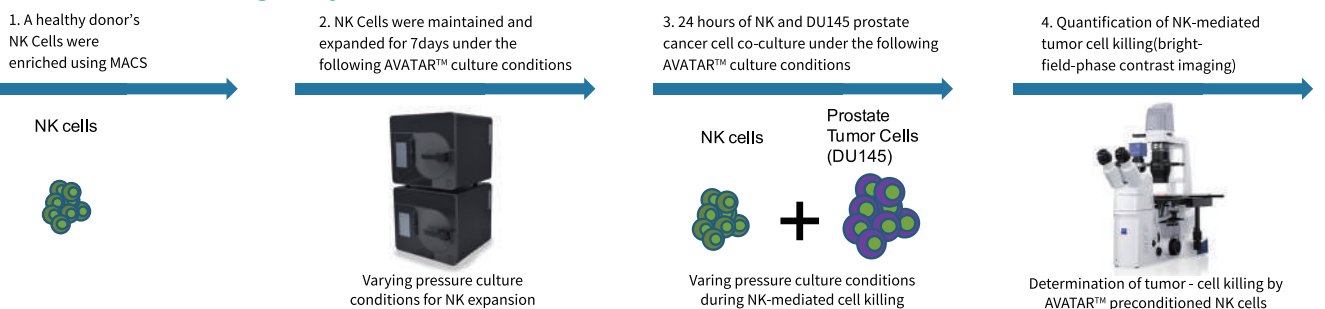 1. A healthy donor's
NK Cells were
enriched using MACS
2. NK Cells were maintained and
expanded for 7days under the
following AVATAR™ culture conditions
3. 24 hours of NK and DU145 prostate
cancer cell co-culture under the following
AVATAR™ culture conditions
4. Quantification of NK-mediated
tumor cell killing(bright-
field-phase contrast imaging)
NK cells
Varying pressure culture
conditions for NK expansion
NK cells
Prostate
Tumor Cells
(DU145)
+
Varing pressure culture conditions
during NK-mediated cell killing
Determination of tumor - cell killing by
AVATAR™ preconditioned NK cells